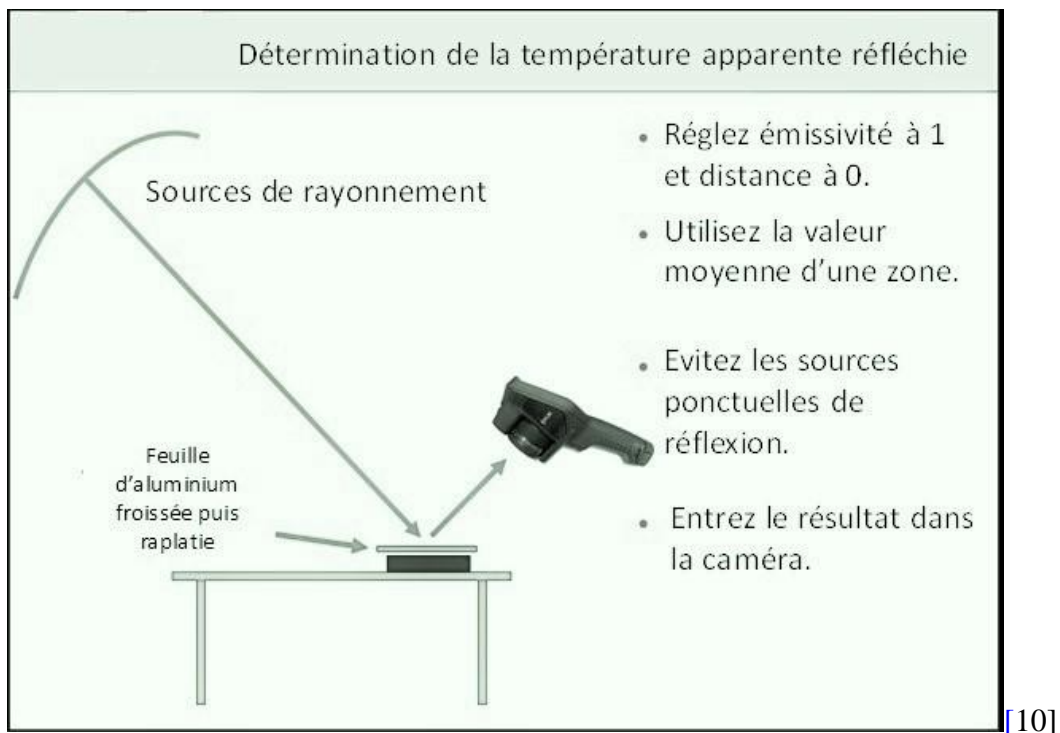 Détermination de la température apparente réfléchie
Sources de rayonnement
Feuille
d'aluminium
froissée puis
raplatie
• Réglez émissivité à 1
et distance à 0.
• Utilisez la valeur
moyenne d'une zone.
• Evitez les sources
ponctuelles de
réflexion.
• Entrez le résultat dans
la caméra.
[10]